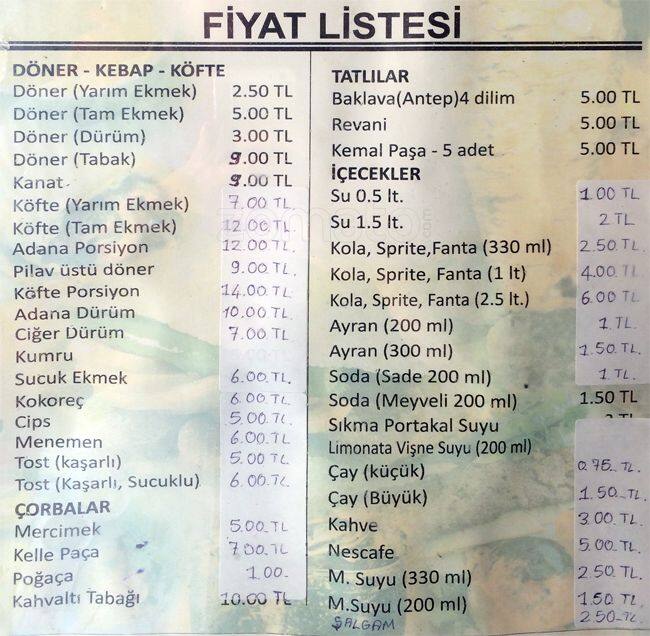 FİYAT LİSTESİ
DÖNER - KEBAP - KÖFTE
Döner (Yarım Ekmek) 2.50 TL
Döner (Tam Ekmek) 5.00 TL
Döner (Dürüm) 3.00 TL
Döner (Tabak) 9.00 TL
Kanat 9.00 TL
Köfte (Yarım Ekmek) 7.00 TL
Köfte (Tam Ekmek) 12.00 TL
Adana Porsiyon 12.00 TL.
Pilav üstü döner 9.00 TL.
Köfte Porsiyon 14.00 TL.
Adana Dürüm 10.00 TL.
Ciğer Dürüm 7.00 TL
Kumru
Sucuk Ekmek 6.00 TL.
Kokoreç 6.00 TL
Cips 5.00 TL.
Menemen 6.00 TL
Tost (kaşarlı) 5.00 TL
Tost (Kaşarlı, Sucuklu) 6.00 TL
ÇORBALAR
Mercimek 5.00 TL
Kelle Paça 7.00 TL
Poğaça 1.00-
Kahvaltı Tabağı 10.00 TL
TATLILAR
Baklava(Antep)4 dilim 5.00 TL
Revani 5.00 TL
Kemal Paşa - 5 adet 5.00 TL
İÇECEKLER
Su 0.5 lt. 1.00 TL
Su 1.5 lt. 2 TL
Kola, Sprite,Fanta (330 ml) 2.50 TL
Kola, Sprite, Fanta (1 lt) 4.00 TL
Kola, Sprite, Fanta (2.5 lt.) 6.00 TL
Ayran (200 ml) 1 TL.
Ayran (300 ml) 1.50 TL.
Soda (Sade 200 ml) 1 TL.
Soda (Meyveli 200 ml) 1.50 TL
Sıkma Portakal Suyu
Limonata Vişne Suyu (200 ml)
Çay (küçük) 0.75 TL.
Çay (Büyük) 1.50 TL.
Kahve 3.00 TL
Nescafe 5.00 TL.
M. Suyu (330 ml) 2.50 TL.
M.Suyu (200 ml) 1.50 TL
ŞALGAM 2.50 TL.